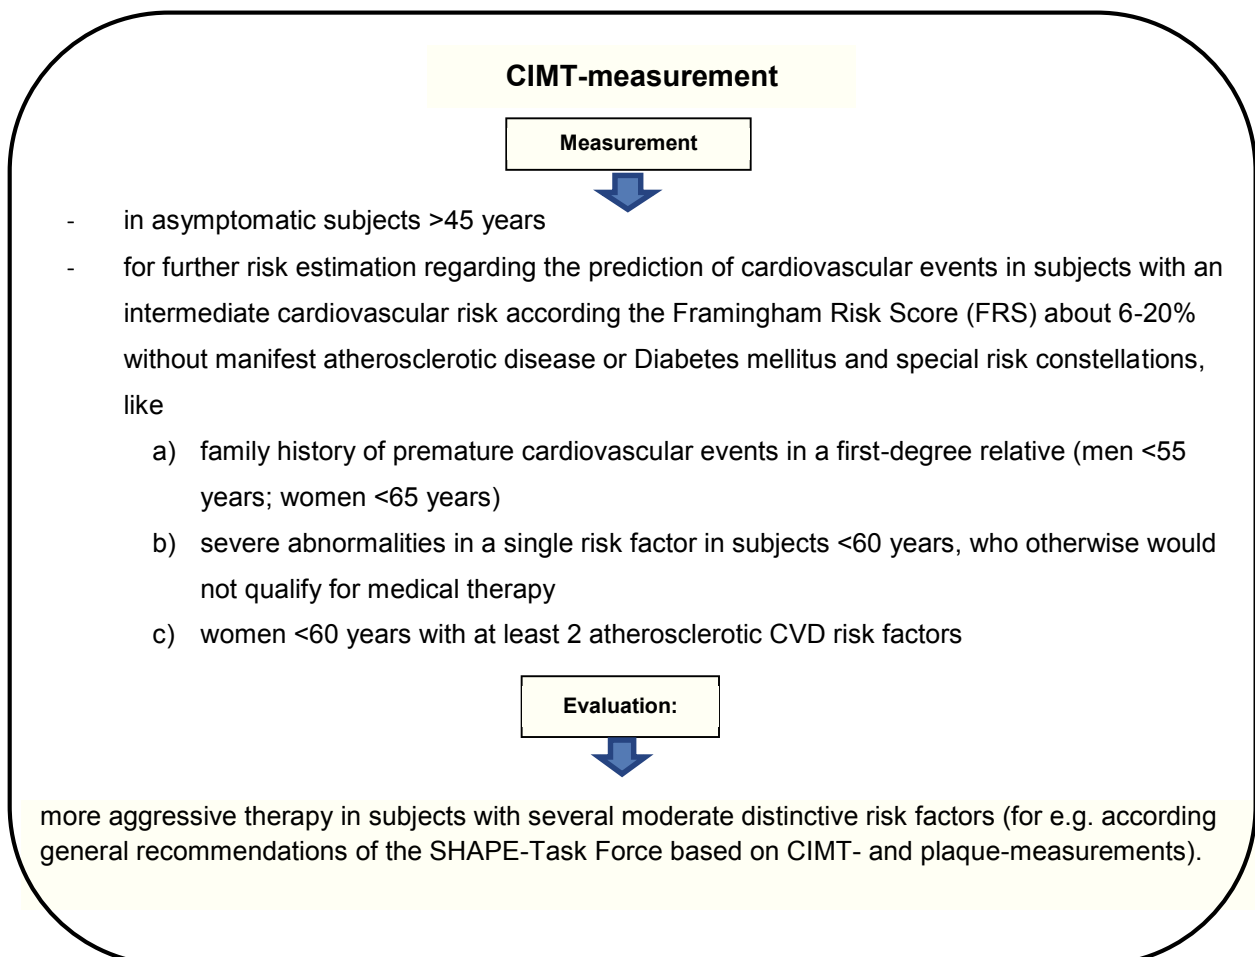 CIMT-measurement
Measurement
- in asymptomatic subjects >45 years
- for further risk estimation regarding the prediction of cardiovascular events in subjects with an
intermediate cardiovascular risk according the Framingham Risk Score (FRS) about 6-20%
without manifest atherosclerotic disease or Diabetes mellitus and special risk constellations,
like
a) family history of premature cardiovascular events in a first-degree relative (men <55
years; women <65 years)
b) severe abnormalities in a single risk factor in subjects <60 years, who otherwise would
not qualify for medical therapy
c) women <60 years with at least 2 atherosclerotic CVD risk factors
Evaluation:
more aggressive therapy in subjects with several moderate distinctive risk factors (for e.g. according
general recommendations of the SHAPE-Task Force based on CIMT- and plaque-measurements).